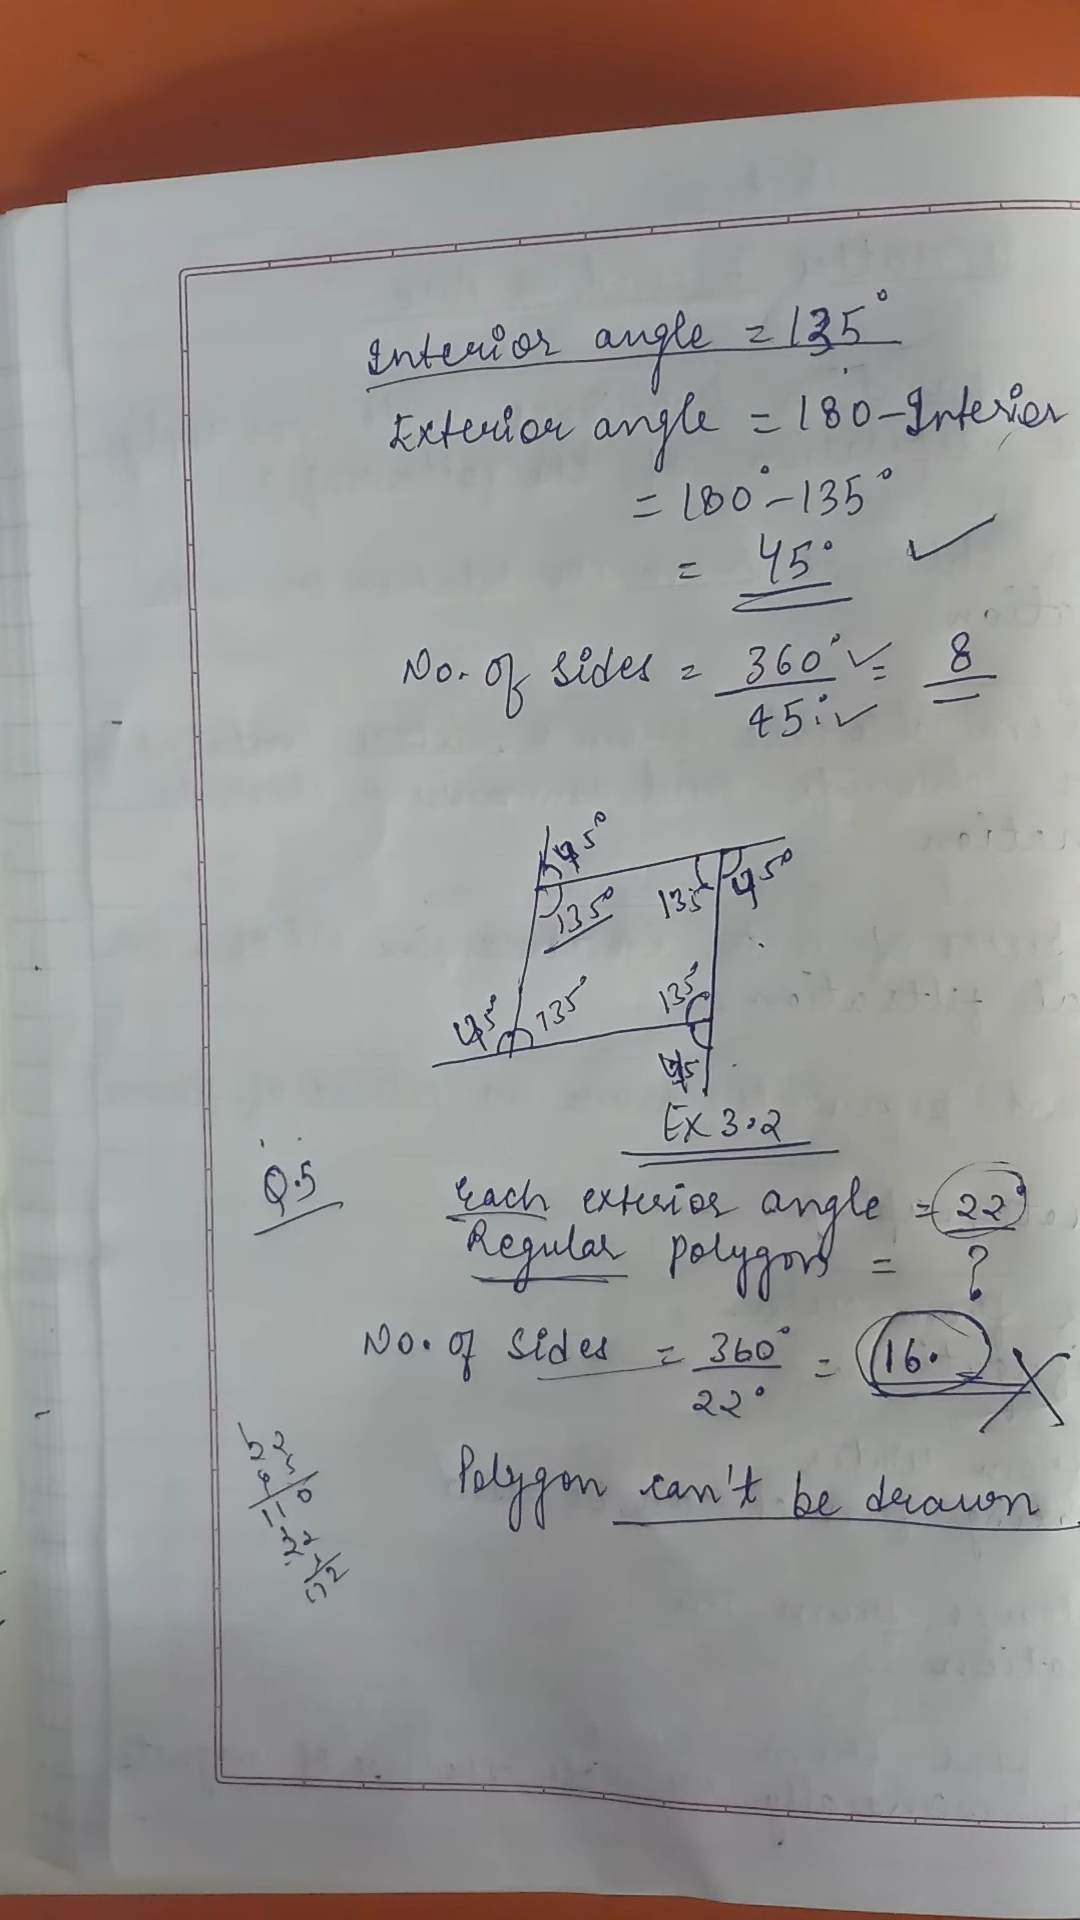 Interior angle = 135°
Exterior angle = 180 - Interior
= 180° - 135°
= 45° ✓
No. of sides = 360° ✓ = 8
45° ✓
45°
135° 135 45°
45° 135° 135°
45
Ex 3.2
Q.5 Each exterior angle = 22°
Regular polygon = ?
No. of sides = 360° = 16.
22°
Polygon can't be drawn